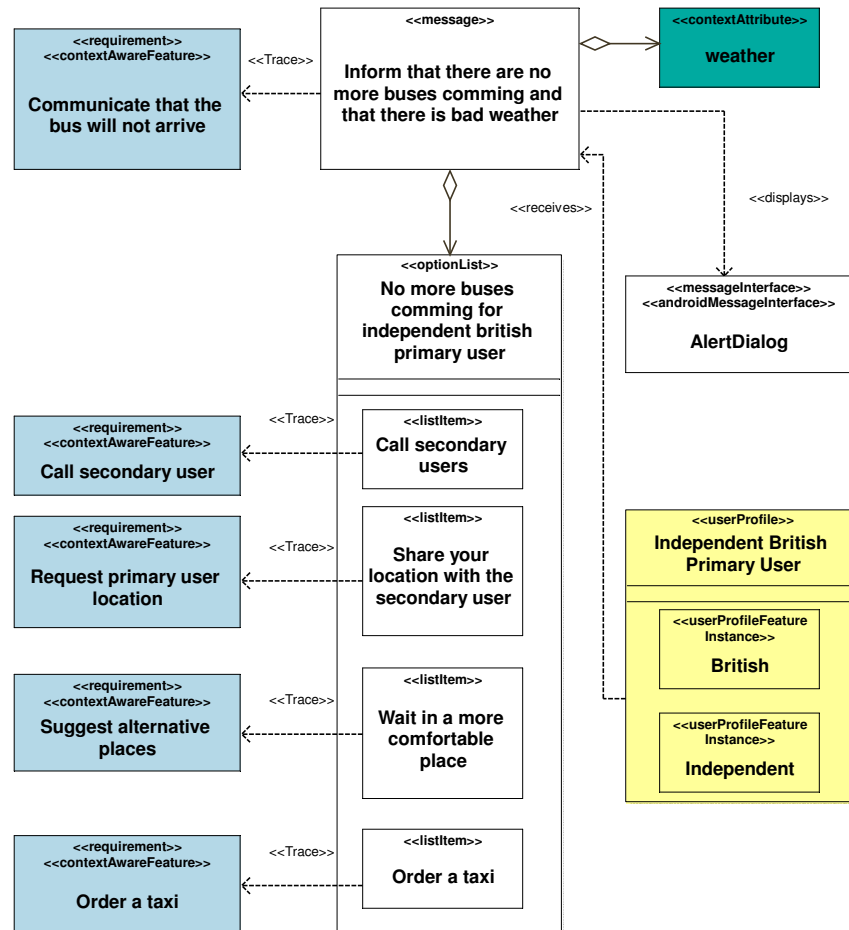 <<requirement>>
<<contextAwareFeature>>
Communicate that the
bus will not arrive
<<Trace>>
<<message>>
Inform that there are no
more buses comming and
that there is bad weather
<<contextAttribute>>
weather
<<receives>>
<<displays>>
<<messageInterface>>
<<androidMessageInterface>>
AlertDialog
<<optionList>>
No more buses
comming for
independent british
primary user
<<requirement>>
<<contextAwareFeature>>
Call secondary user
<<Trace>>
<<listItem>>
Call secondary
users
<<requirement>>
<<contextAwareFeature>>
Request primary user
location
<<Trace>>
<<listItem>>
Share your
location with the
secondary user
<<userProfile>>
Independent British
Primary User
<<userProfileFeature
Instance>>
British
<<userProfileFeature
Instance>>
Independent
<<requirement>>
<<contextAwareFeature>>
Suggest alternative
places
<<Trace>>
<<listItem>>
Wait in a more
comfortable
place
<<requirement>>
<<contextAwareFeature>>
Order a taxi
<<Trace>>
<<listItem>>
Order a taxi